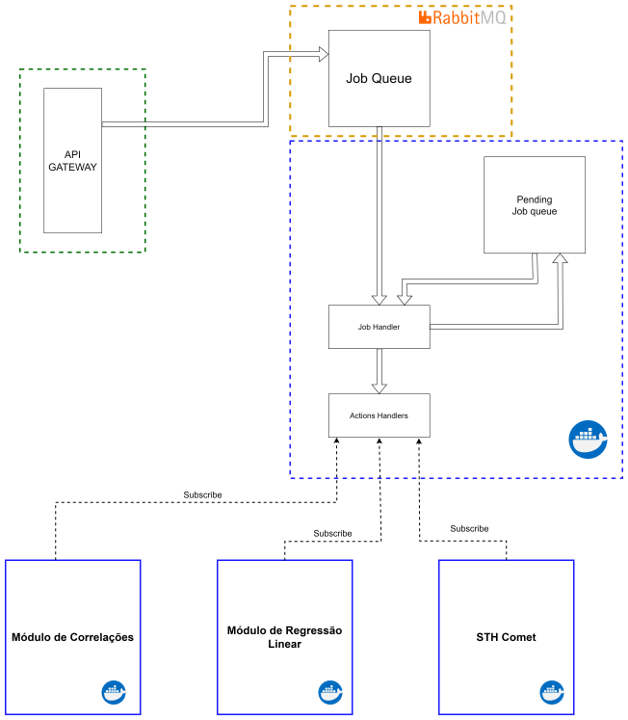 RabbitMQ
Job Queue
API
GATEWAY
Pending
Job queue
Job Handler
Actions Handlers
Subscribe
Subscribe
Subscribe
Módulo de Correlações
Módulo de Regressão
Linear
STH Comet